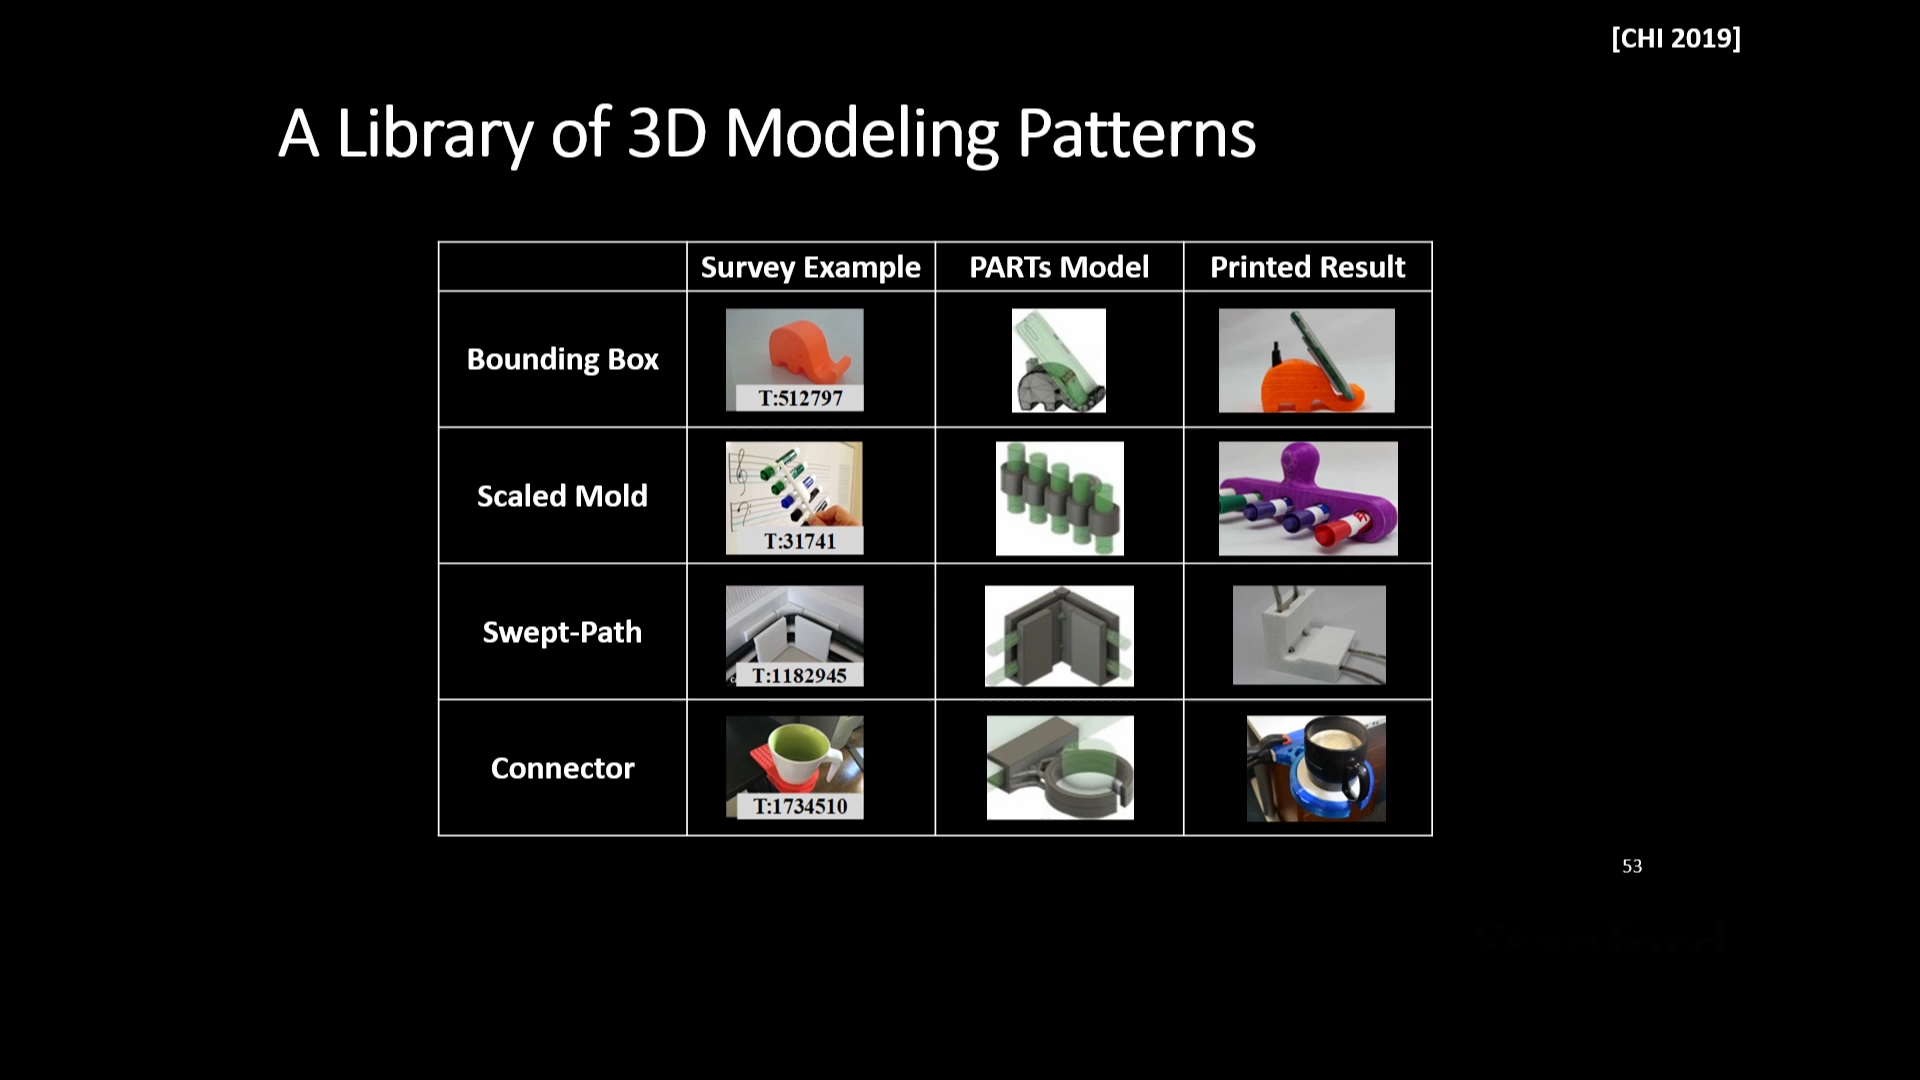 [CHI 2019]
A Library of 3D Modeling Patterns
Survey Example PARTs Model Printed Result
Bounding Box
T:512797
Scaled Mold
T:31741
Swept-Path
T:1182945
Connector
T:1734510
53